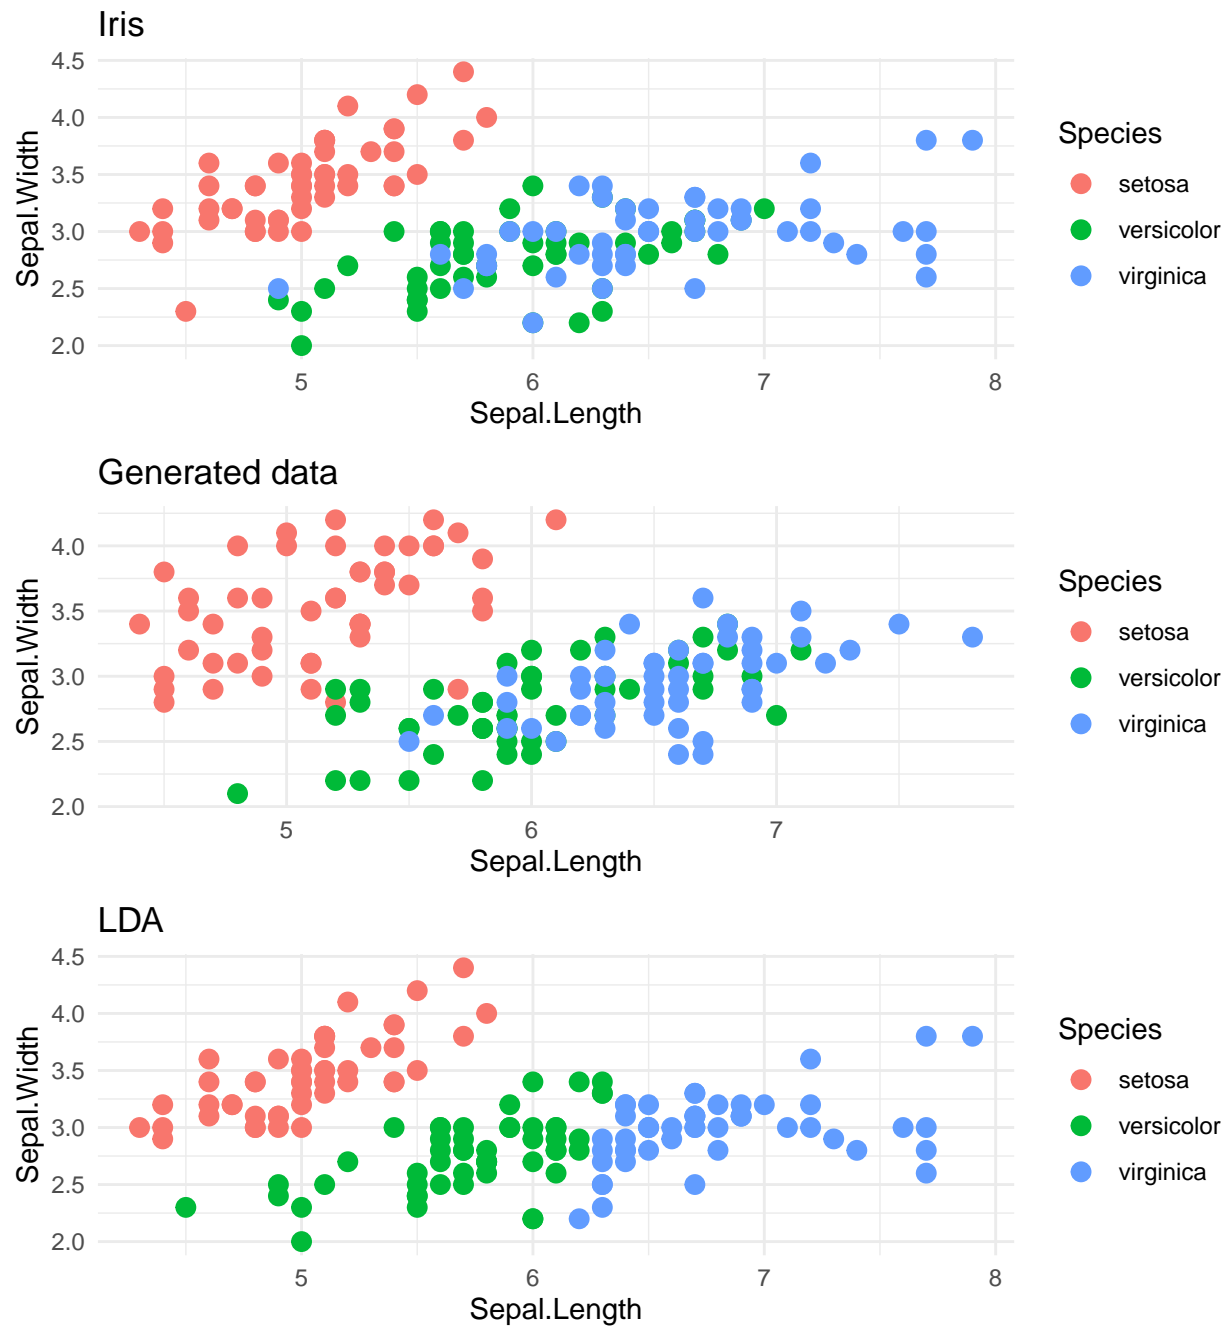 Iris
4.5
4.0
3.5
3.0
2.5
2.0
Sepal.Width
5 6 7 8
Sepal.Length
Species
setosa
versicolor
virginica
Generated data
4.0
3.5
3.0
2.5
2.0
Sepal.Width
5 6 7
Sepal.Length
Species
setosa
versicolor
virginica
LDA
4.5
4.0
3.5
3.0
2.5
2.0
Sepal.Width
5 6 7 8
Sepal.Length
Species
setosa
versicolor
virginica